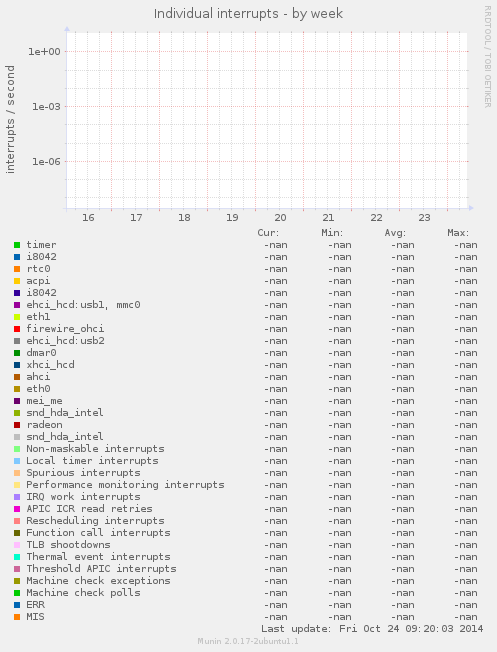 Individual interrupts - by week
RRDTOOL / TOBI OETIKER
interrupts / second
1e+00
1e-03
1e-06
16 17 18 19 20 21 22 23
Cur: Min: Avg: Max:
timer -nan -nan -nan -nan
i8042 -nan -nan -nan -nan
rtc0 -nan -nan -nan -nan
acpi -nan -nan -nan -nan
i8042 -nan -nan -nan -nan
ehci_hcd:usb1, mmc0 -nan -nan -nan -nan
eth1 -nan -nan -nan -nan
firewire_ohci -nan -nan -nan -nan
ehci_hcd:usb2 -nan -nan -nan -nan
dmar0 -nan -nan -nan -nan
xhci_hcd -nan -nan -nan -nan
ahci -nan -nan -nan -nan
eth0 -nan -nan -nan -nan
mei_me -nan -nan -nan -nan
snd_hda_intel -nan -nan -nan -nan
radeon -nan -nan -nan -nan
snd_hda_intel -nan -nan -nan -nan
Non-maskable interrupts -nan -nan -nan -nan
Local timer interrupts -nan -nan -nan -nan
Spurious interrupts -nan -nan -nan -nan
Performance monitoring interrupts -nan -nan -nan -nan
IRQ work interrupts -nan -nan -nan -nan
APIC ICR read retries -nan -nan -nan -nan
Rescheduling interrupts -nan -nan -nan -nan
Function call interrupts -nan -nan -nan -nan
TLB shootdowns -nan -nan -nan -nan
Thermal event interrupts -nan -nan -nan -nan
Threshold APIC interrupts -nan -nan -nan -nan
Machine check exceptions -nan -nan -nan -nan
Machine check polls -nan -nan -nan -nan
ERR -nan -nan -nan -nan
MIS -nan -nan -nan -nan
Last update: Fri Oct 24 09:20:03 2014
Munin 2.0.17-2ubuntu1.1